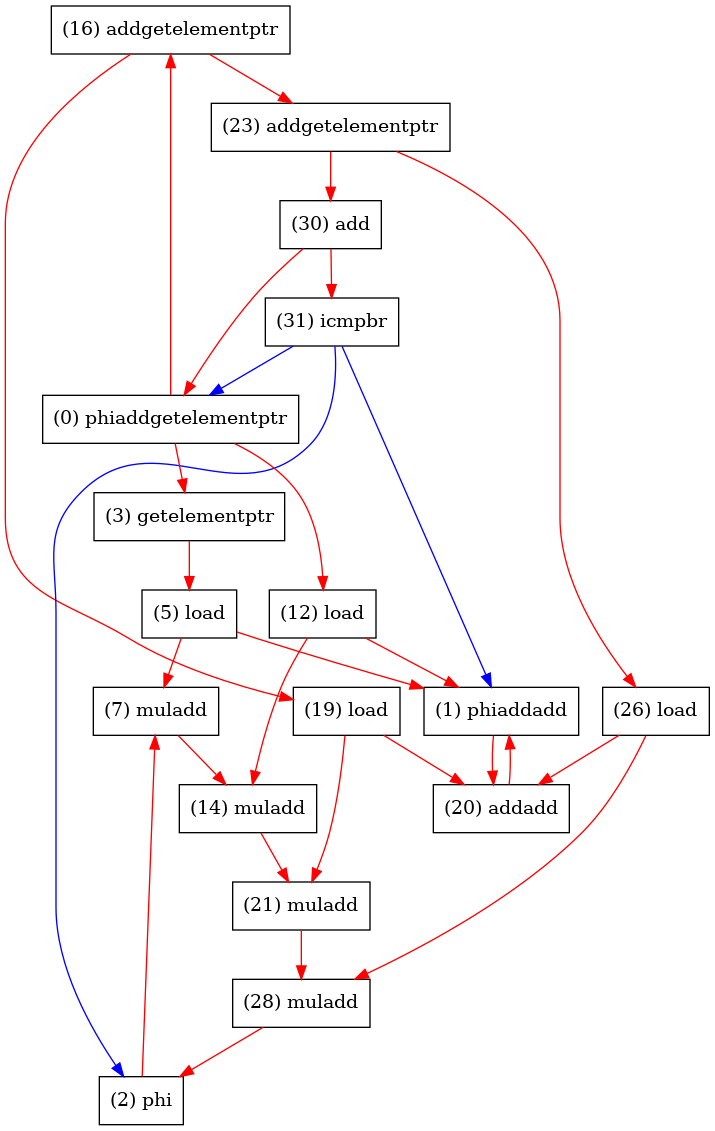 (16) addgetelementptr
(23) addgetelementptr
(30) add
(31) icmpbr
(0) phiaddgetelementptr
(3) getelementptr
(5) load
(12) load
(7) muladd
(19) load
(1) phiaddadd
(26) load
(14) muladd
(20) addadd
(21) muladd
(28) muladd
(2) phi